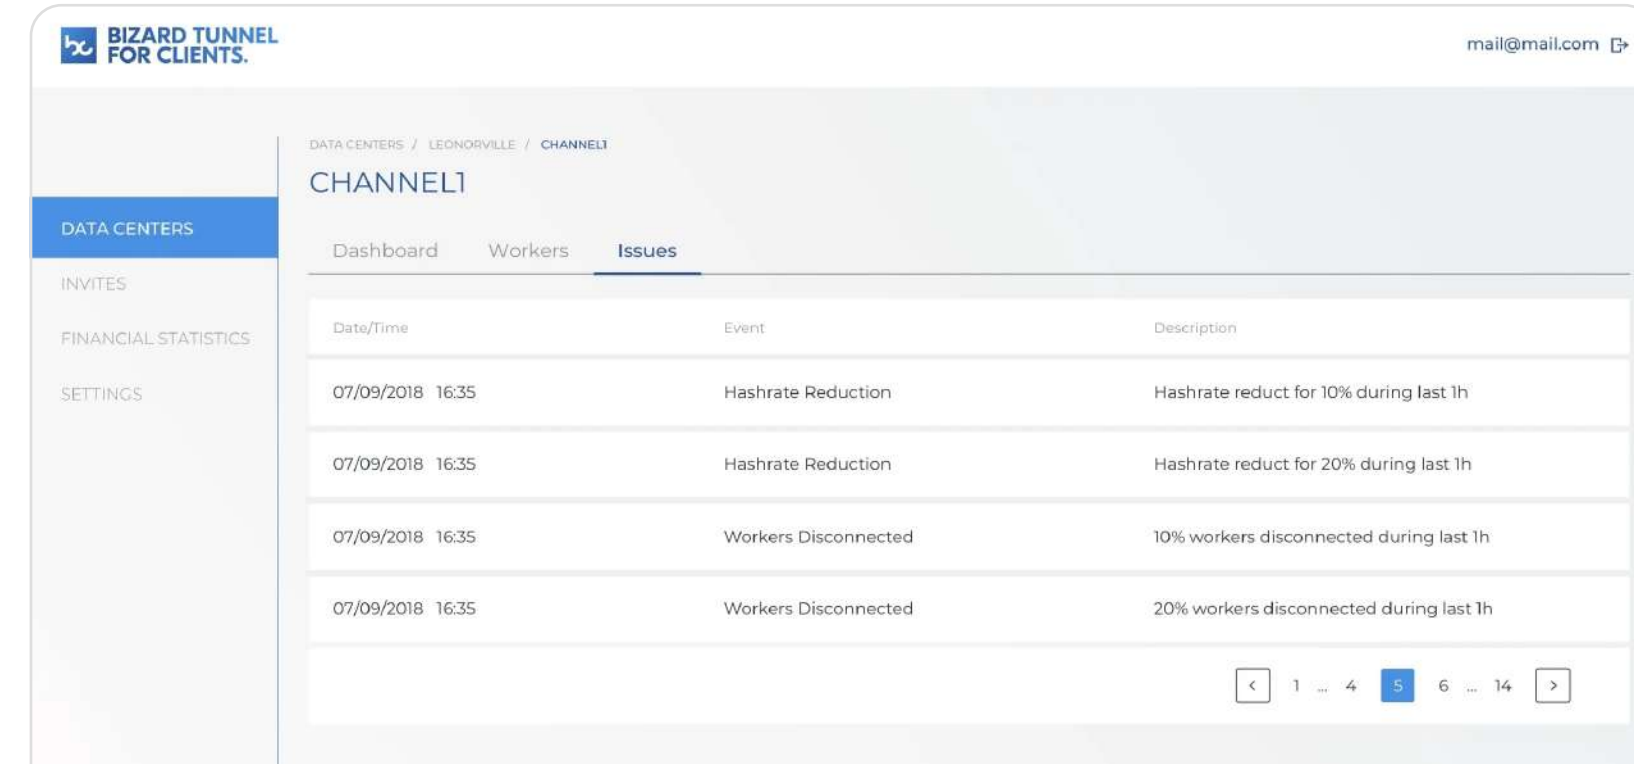 bc BIZARD TUNNEL
FOR CLIENTS.
mail@mail.com
DATA CENTERS / LEONORVILLE / CHANNEL1
CHANNEL1
DATA CENTERS
INVITES
FINANCIAL STATISTICS
SETTINGS
Dashboard Workers Issues
Date/Time Event Description
07/09/2018 16:35 Hashrate Reduction Hashrate reduct for 10% during last 1h
07/09/2018 16:35 Hashrate Reduction Hashrate reduct for 20% during last 1h
07/09/2018 16:35 Workers Disconnected 10% workers disconnected during last 1h
07/09/2018 16:35 Workers Disconnected 20% workers disconnected during last 1h
< 1 ... 4 5 6 ... 14 >